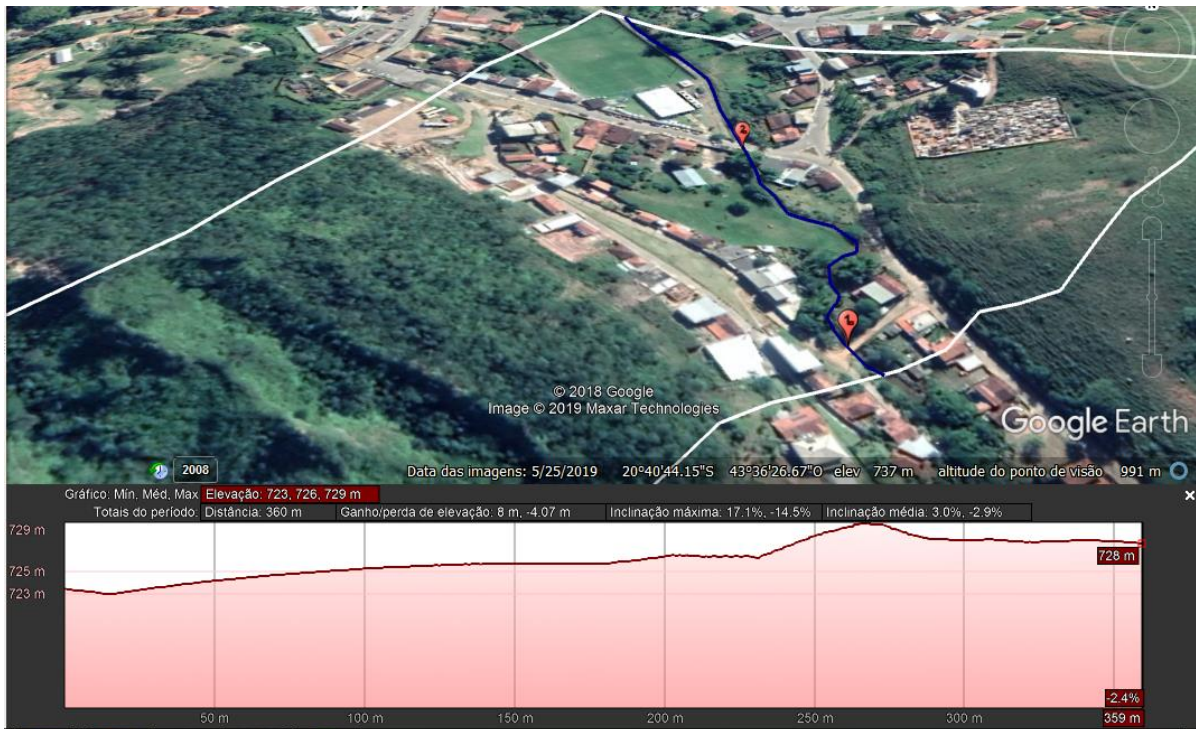 2
1
© 2018 Google
Image © 2019 Maxar Technologies
Google Earth
2008
Data das imagens: 5/25/2019 20°40'44.15"S 43°36'26.67"O elev 737 m altitude do ponto de visão 991 m
Gráfico: Mín, Méd, Max Elevação: 723, 726, 729 m
Totais do período: Distância: 360 m Ganho/perda de elevação: 8 m, -4.07 m Inclinação máxima: 17.1%, -14.5% Inclinação média: 3.0%, -2.9%
729 m
728 m
725 m
723 m
-2.4%
50 m 100 m 150 m 200 m 250 m 300 m 359 m